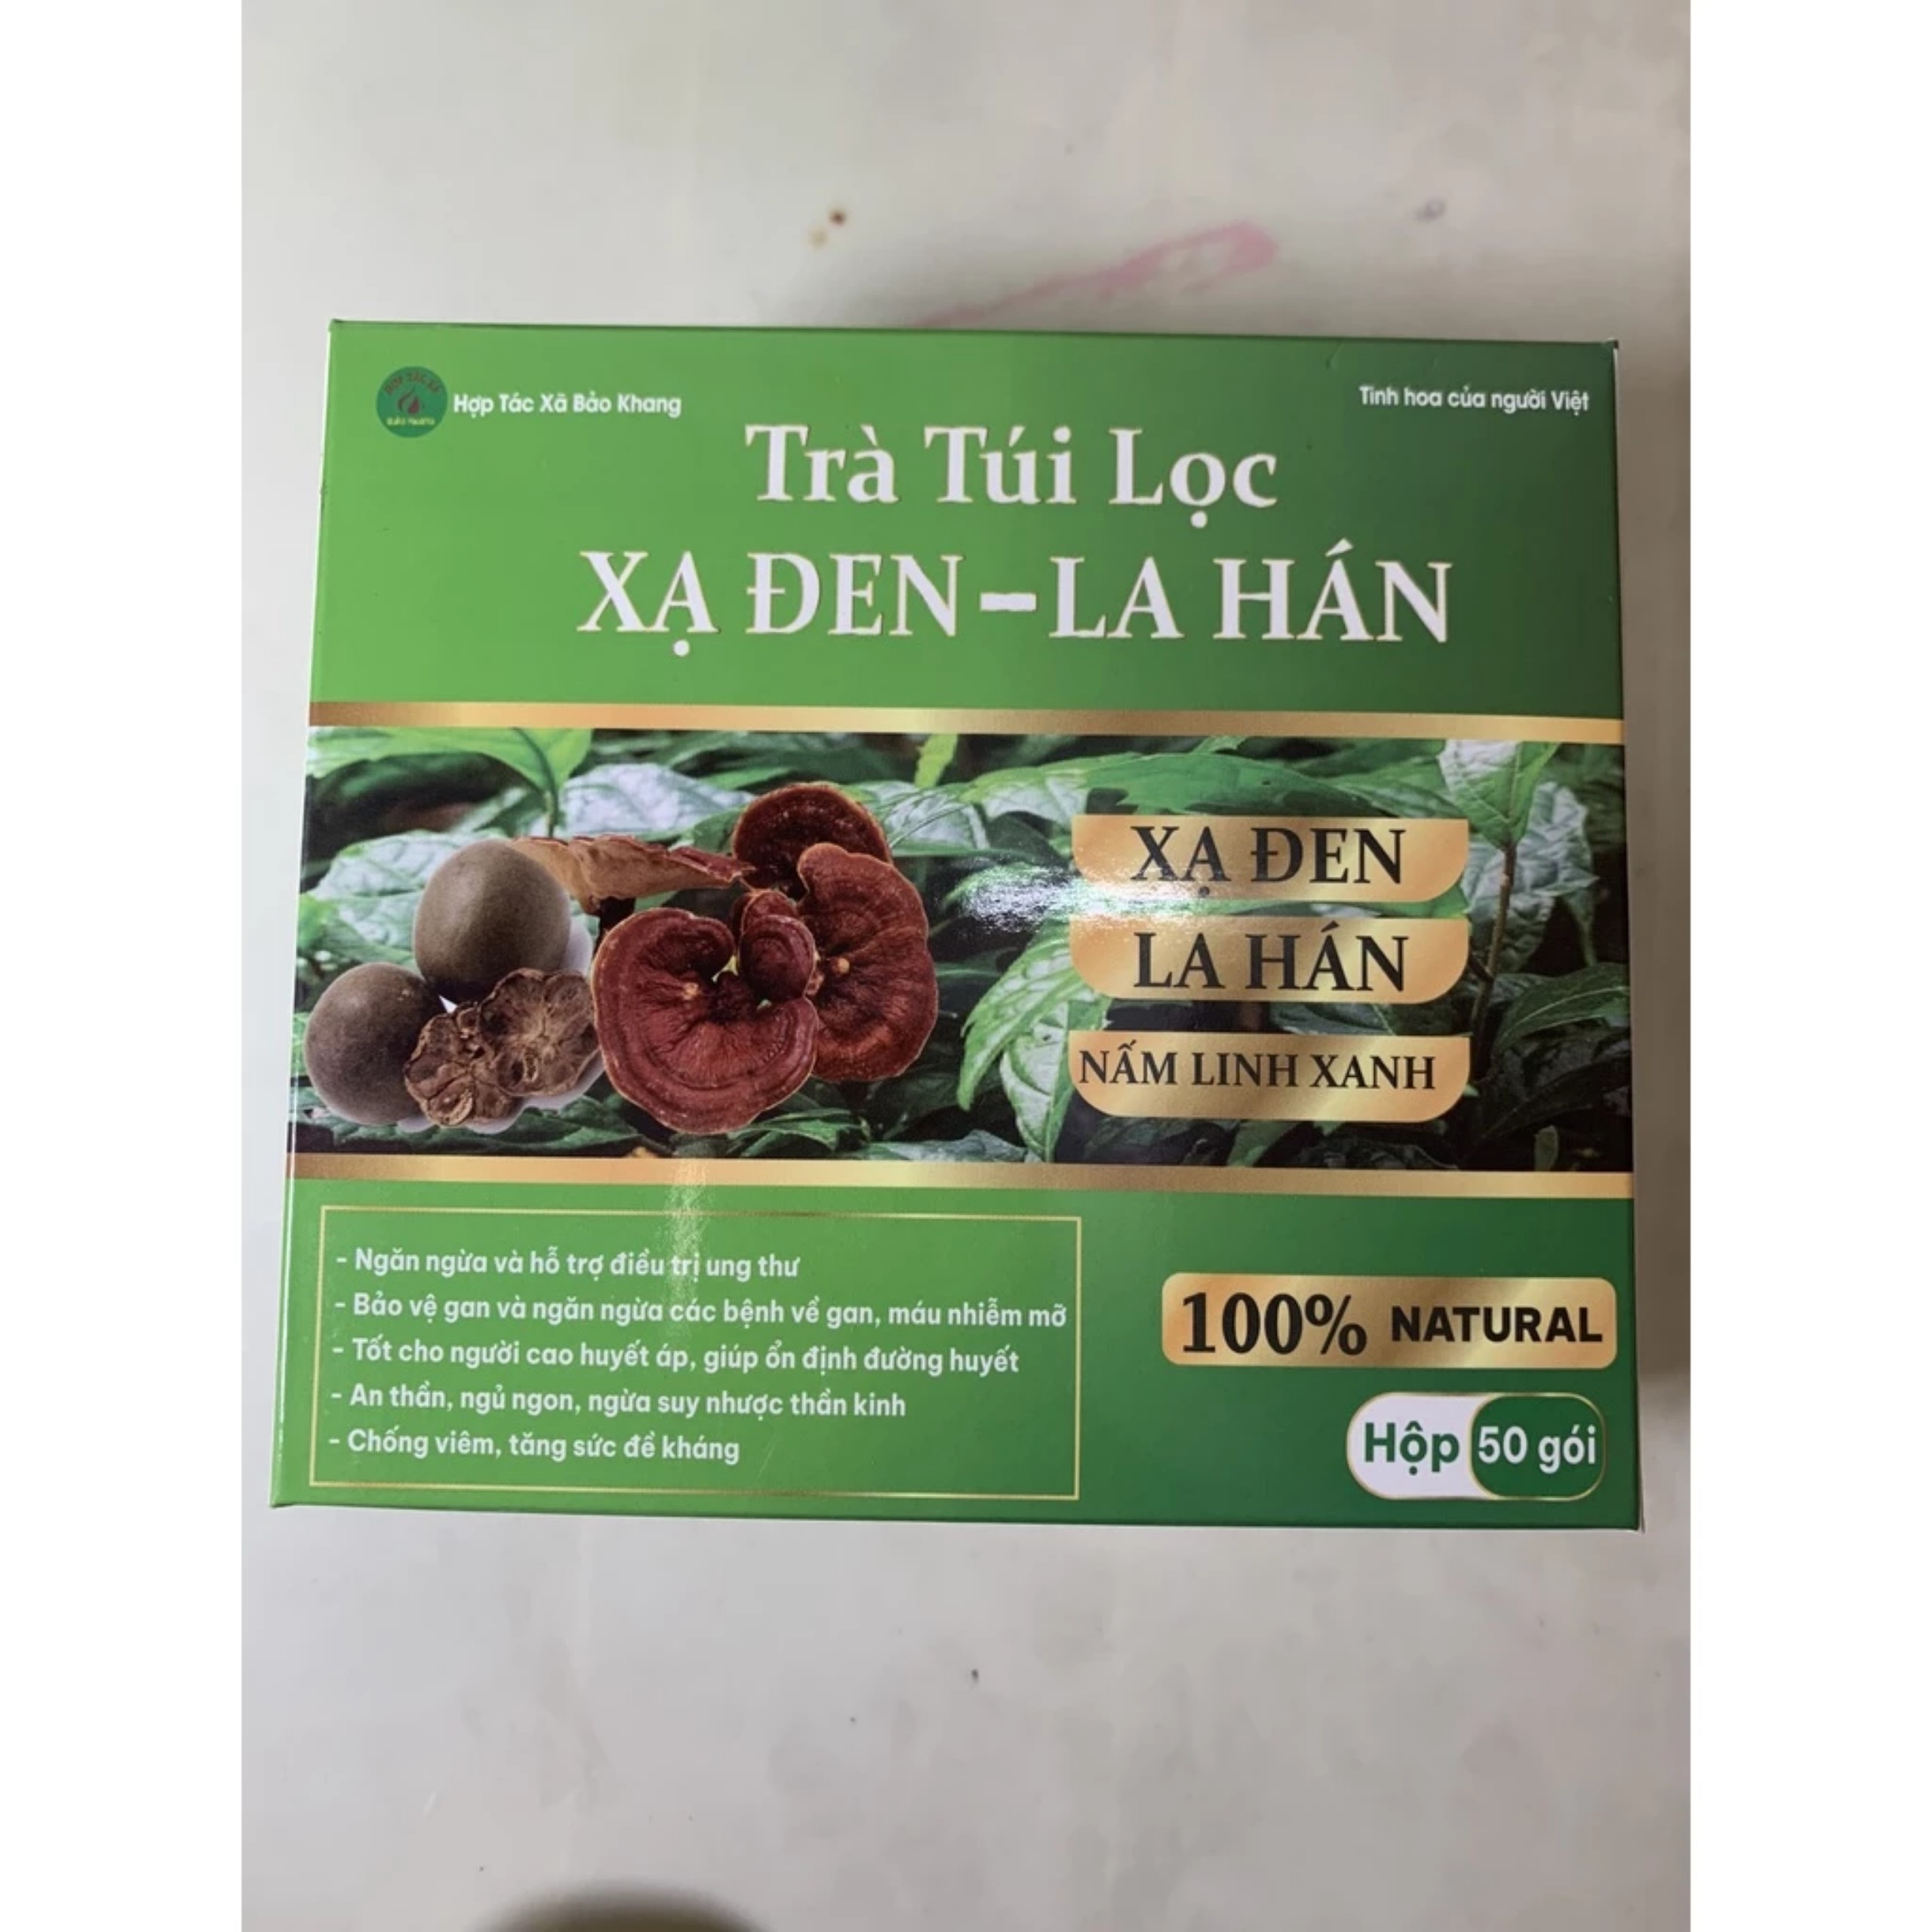 HỢP TÁC XÃ
Hợp Tác Xã Bảo Khang
Tinh hoa của người Việt
Trà Túi Lọc
XẠ ĐEN-LA HÁN
XẠ ĐEN
LA HÁN
NẤM LINH XANH
- Ngăn ngừa và hỗ trợ điều trị ung thư
- Bảo vệ gan và ngăn ngừa các bệnh về gan, máu nhiễm mỡ
- Tốt cho người cao huyết áp, giúp ổn định đường huyết
- An thần, ngủ ngon, ngừa suy nhược thần kinh
- Chống viêm, tăng sức đề kháng
100% NATURAL
Hộp 50 gói